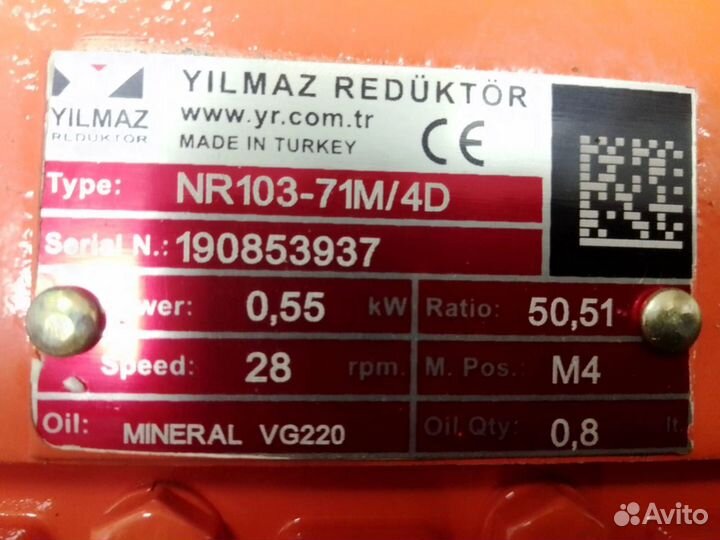 YILMAZ
REDÜKTÖR
YILMAZ REDÜKTÖR
www.yr.com.tr
MADE IN TURKEY
CE
Type: NR103-71M/4D
Serial N.: 190853937
wer: 0,55 kW Ratio: 50,51
Speed: 28 rpm. M. Pos.: M4
Oil: MINERAL VG220 Oil Qty: 0,8 lt.
Avito